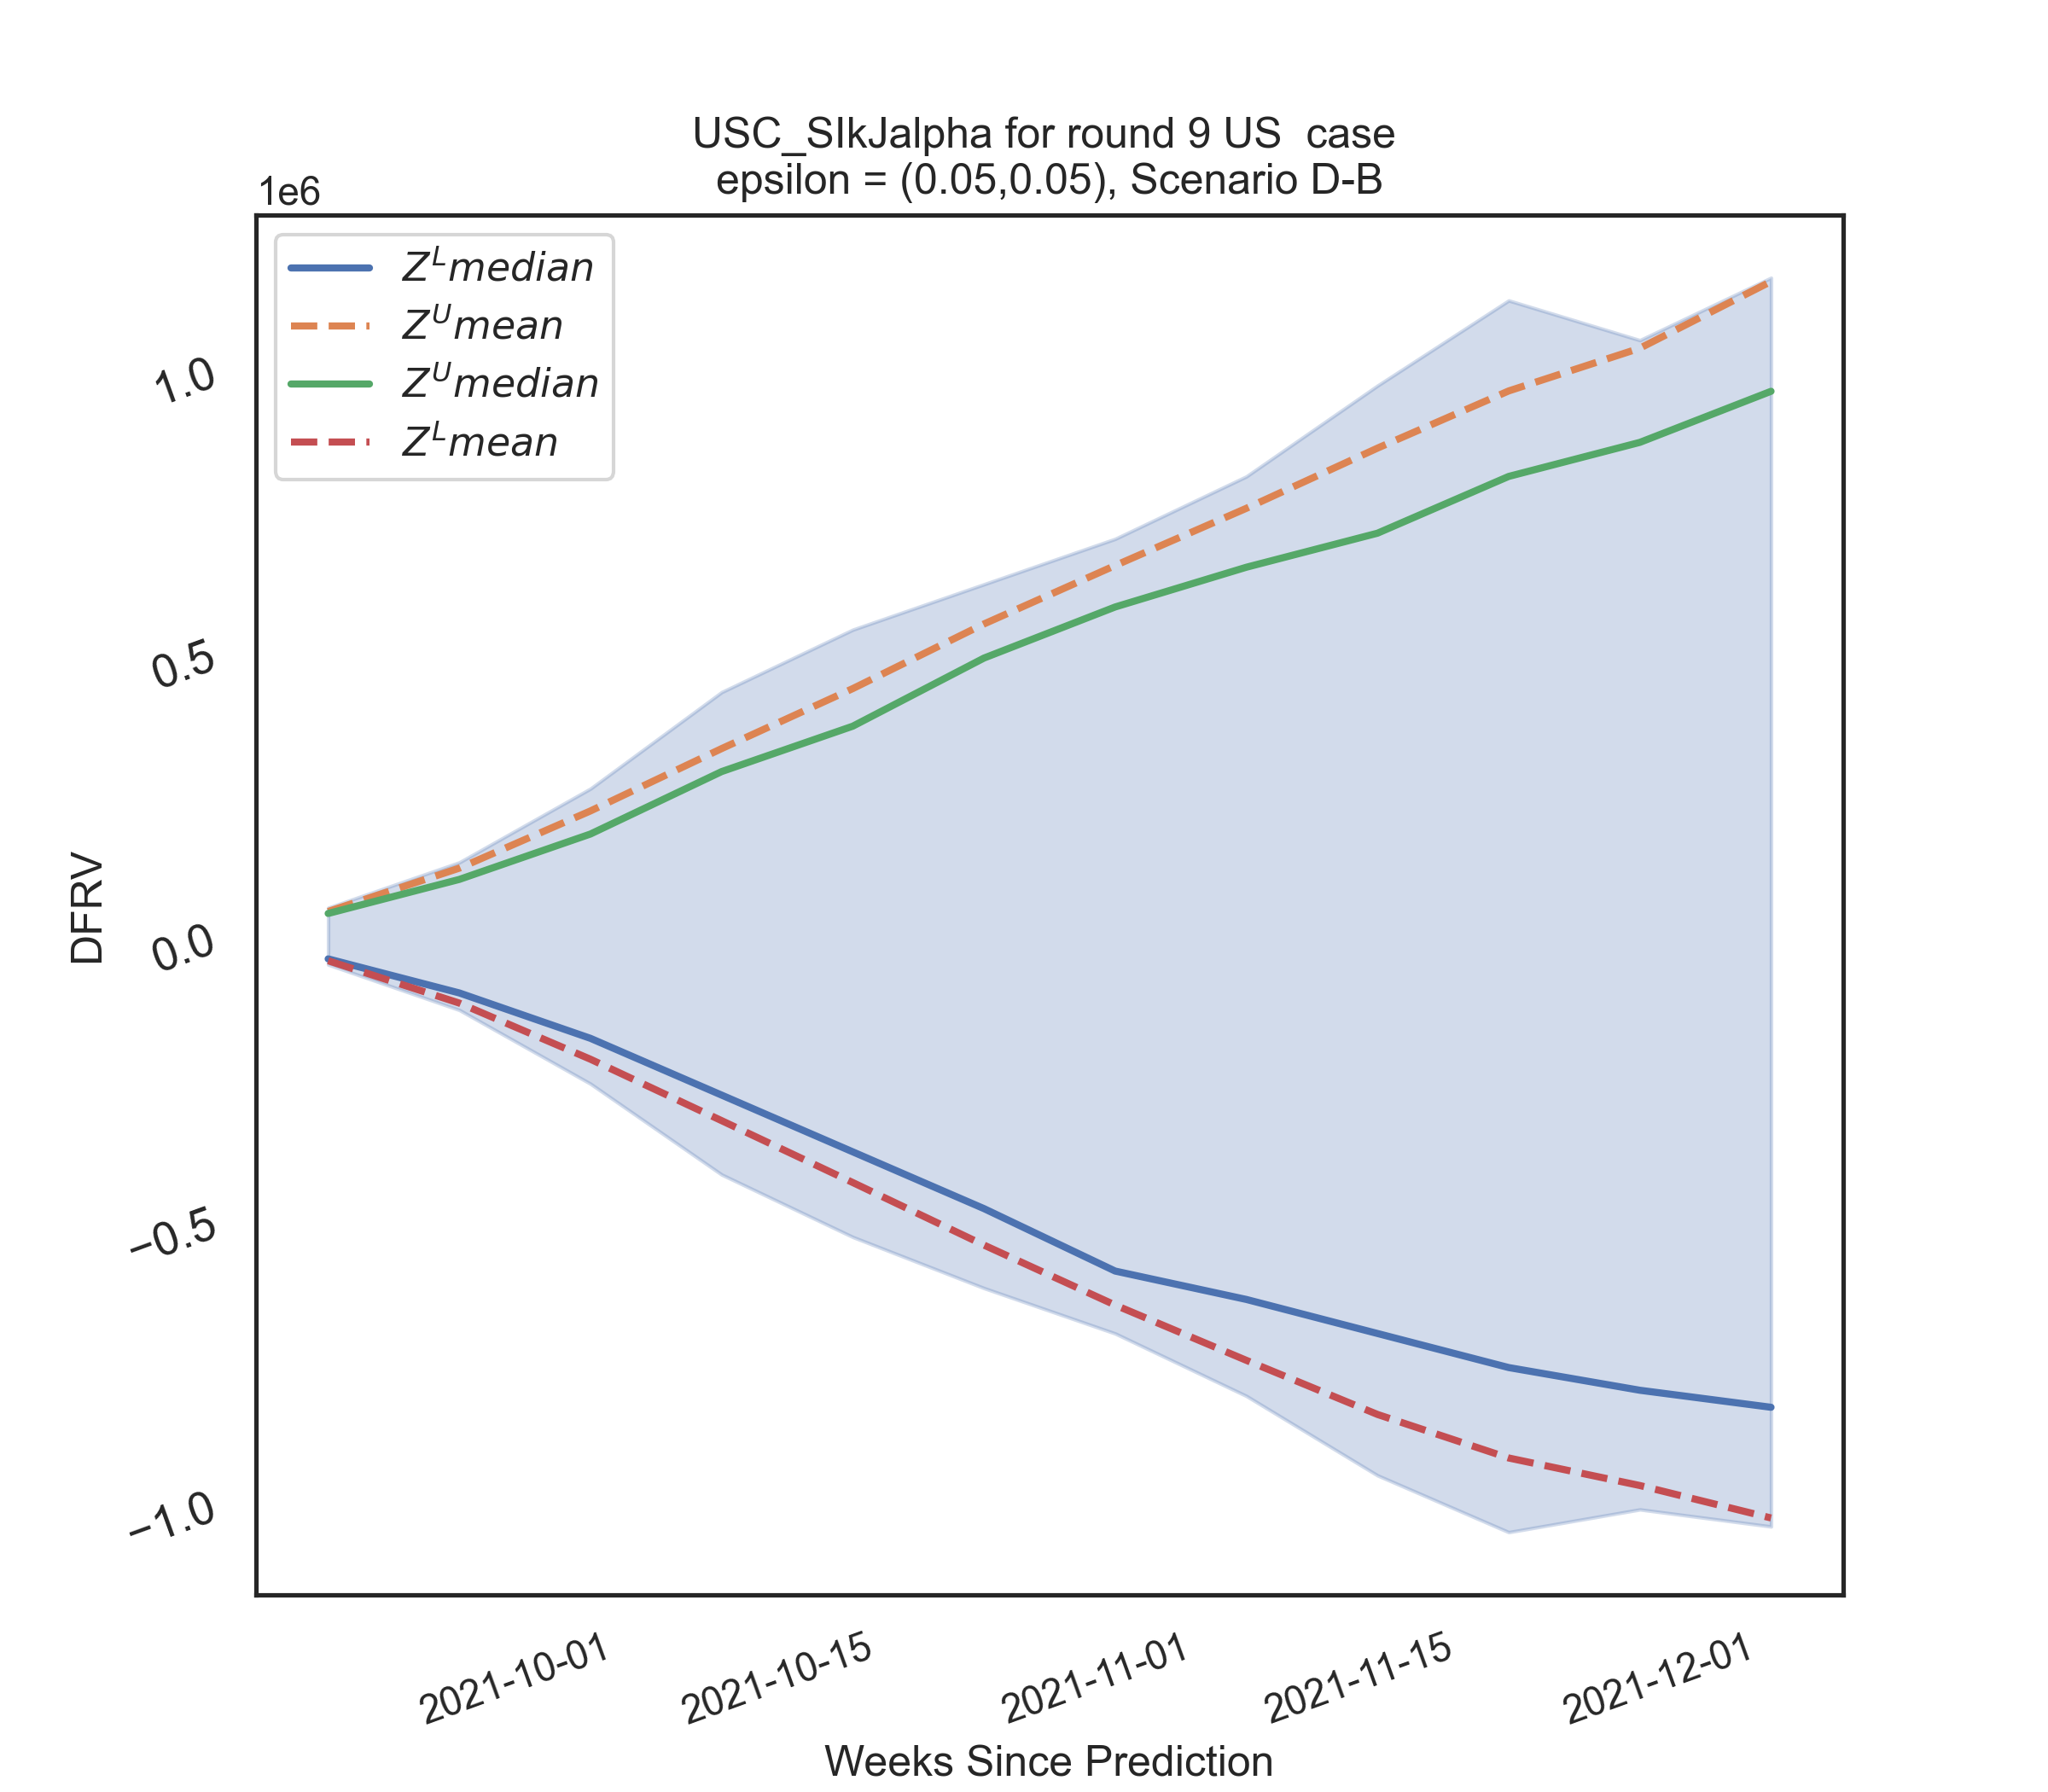 USC_SIkJalpha for round 9 US  case
epsilon = (0.05,0.05), Scenario D-B
1e6
Z^L median
Z^U mean
Z^U median
Z^L mean
1.0
0.5
0.0
−0.5
−1.0
DFRV
2021-10-01
2021-10-15
2021-11-01
2021-11-15
2021-12-01
Weeks Since Prediction